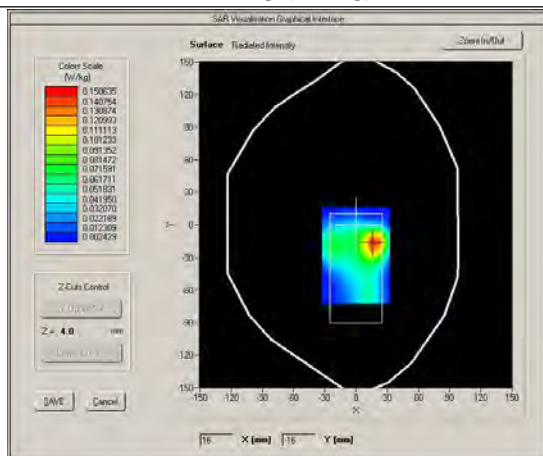 SAR Visualisation Graphical Interface
Surface Radiated Intensity
Zoom In/Out
Colors Scale
(W/kg)
0.150635
0.140754
0.130874
0.120993
0.111113
0.101233
0.091352
0.081472
0.071591
0.061711
0.051831
0.041950
0.032070
0.022189
0.012309
0.002429
150
120
90
60
30
0
-30
-60
-90
-120
-150
Y
-150 -120 -90 -60 -30 0 30 60 90 120 150
X
Z-Cuts Control
Z = 4.0 mm
SAVE Cancel
16 X (mm) -16 Y (mm)